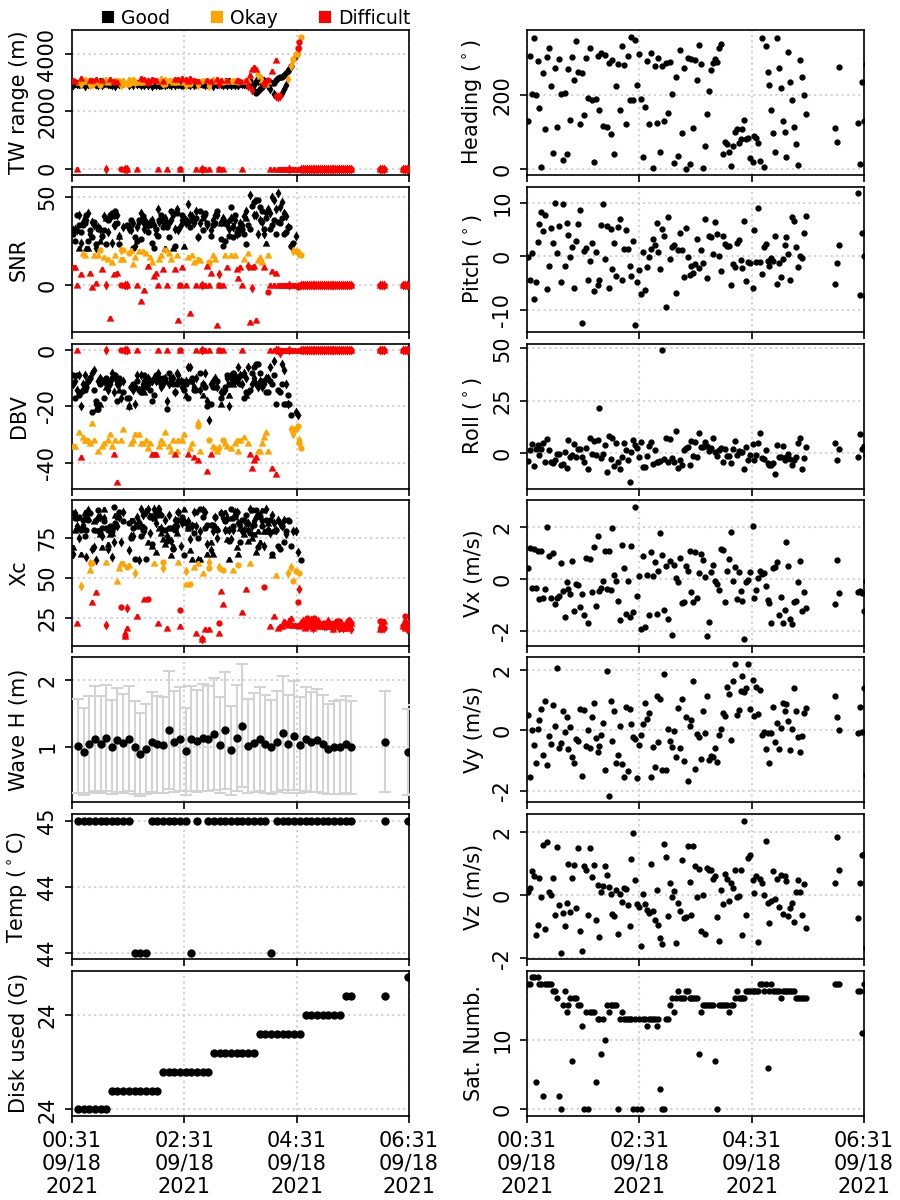 Good Okay Difficult
TW range (m)
4000
2000
0
Heading (°)
200
0
SNR
50
0
Pitch (°)
10
0
-10
DBV
0
-20
-40
Roll (°)
50
25
0
Xc
75
50
25
Vx (m/s)
2
0
-2
Wave H (m)
2
1
Vy (m/s)
2
0
-2
Temp (°C)
45
44
44
Vz (m/s)
2
0
-2
Disk used (G)
24
24
Sat. Numb.
10
0
00:31 02:31 04:31 06:31 00:31 02:31 04:31 06:31
09/18 09/18 09/18 09/18 09/18 09/18 09/18 09/18
2021 2021 2021 2021 2021 2021 2021 2021